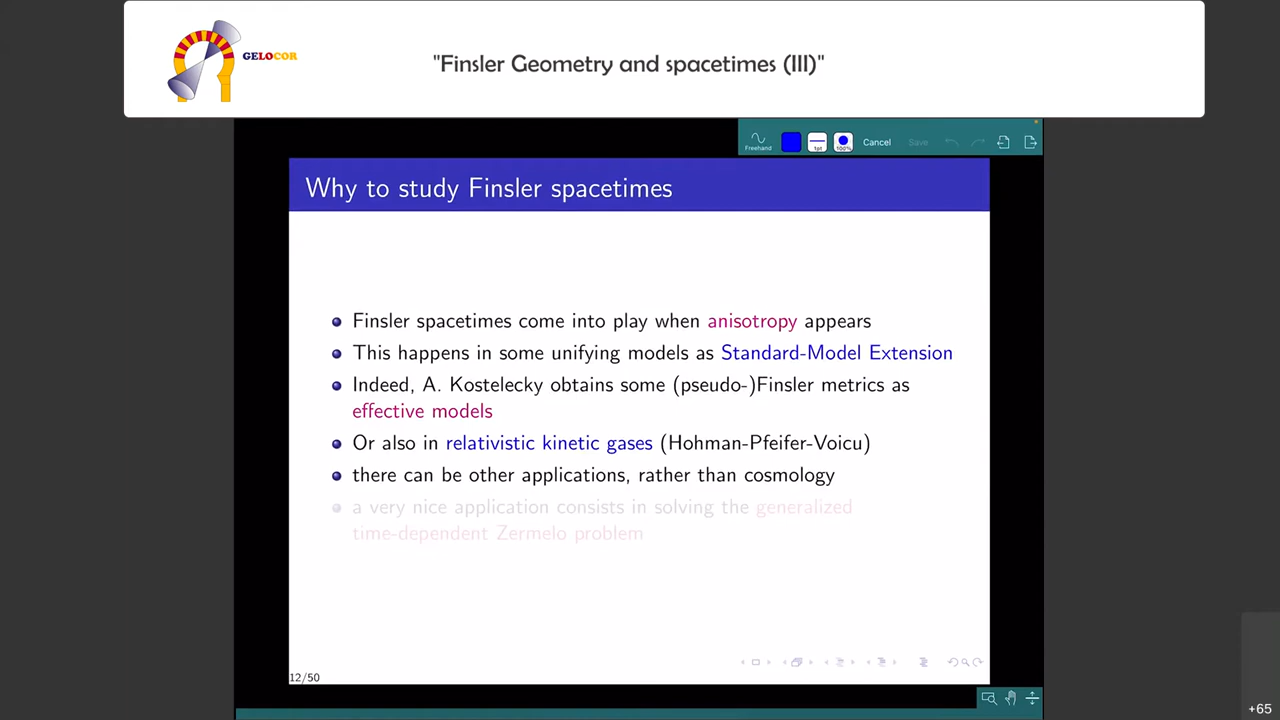 GELOCOR
"Finsler Geometry and spacetimes (III)"
Freehand
1pt
100%
Cancel
Save
Why to study Finsler spacetimes
Finsler spacetimes come into play when anisotropy appears
This happens in some unifying models as Standard-Model Extension
Indeed, A. Kostelecky obtains some (pseudo-)Finsler metrics as
effective models
Or also in relativistic kinetic gases (Hohman-Pfeifer-Voicu)
there can be other applications, rather than cosmology
a very nice application consists in solving the generalized
time-dependent Zermelo problem
12/50
+65